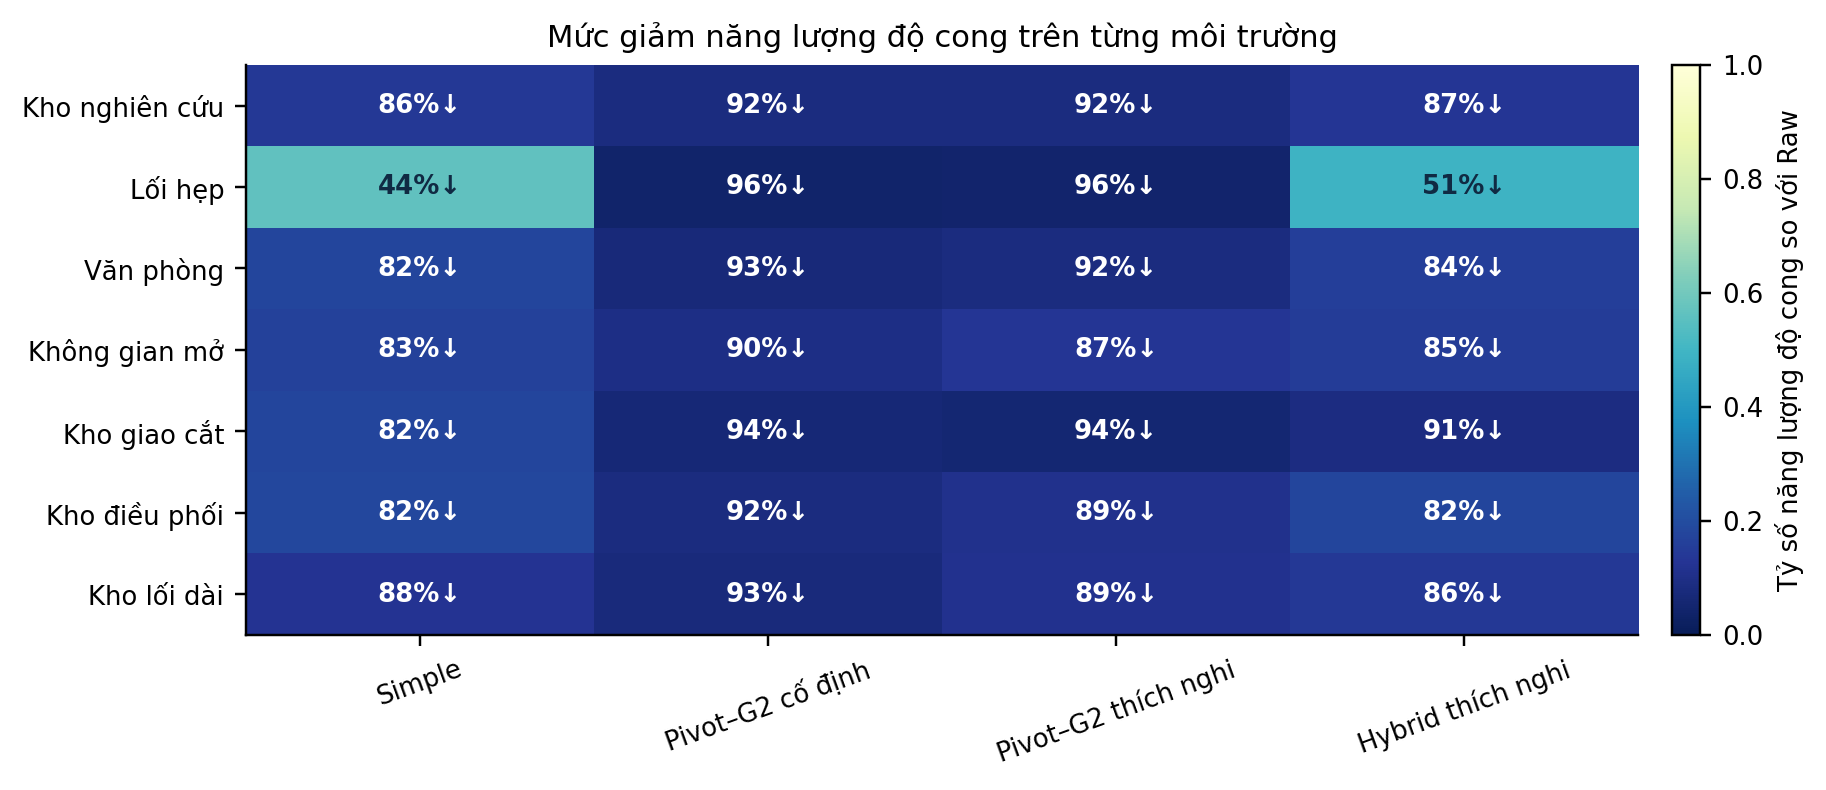 Mức giảm năng lượng độ cong trên từng môi trường
Kho nghiên cứu 86%↓ 92%↓ 92%↓ 87%↓
Lối hẹp 44%↓ 96%↓ 96%↓ 51%↓
Văn phòng 82%↓ 93%↓ 92%↓ 84%↓
Không gian mở 83%↓ 90%↓ 87%↓ 85%↓
Kho giao cắt 82%↓ 94%↓ 94%↓ 91%↓
Kho điều phối 82%↓ 92%↓ 89%↓ 82%↓
Kho lối dài 88%↓ 93%↓ 89%↓ 86%↓
Simple
Pivot–G2 cố định
Pivot–G2 thích nghi
Hybrid thích nghi
1.0
0.8
0.6
0.4
0.2
0.0
Tỷ số năng lượng độ cong so với Raw